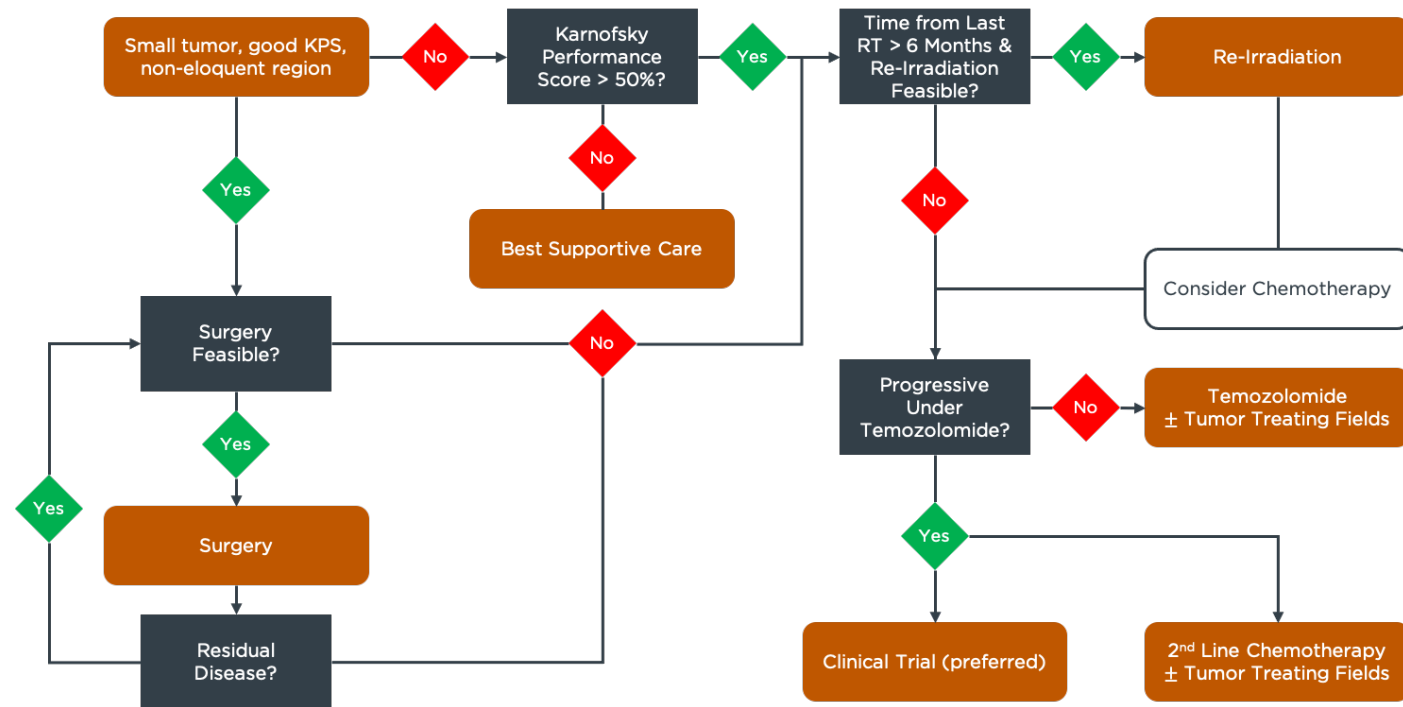 Small tumor, good KPS,
non-eloquent region
No
Karnofsky
Performance
Score > 50%?
Yes
Time from Last
RT > 6 Months &
Re-Irradiation
Feasible?
Yes
Re-Irradiation
No
Yes
No
Best Supportive Care
Consider Chemotherapy
Surgery
Feasible?
No
Progressive
Under
Temozolomide?
No
Temozolomide
± Tumor Treating Fields
Yes
Yes
Surgery
Yes
Residual
Disease?
Clinical Trial (preferred)
2nd Line Chemotherapy
± Tumor Treating Fields